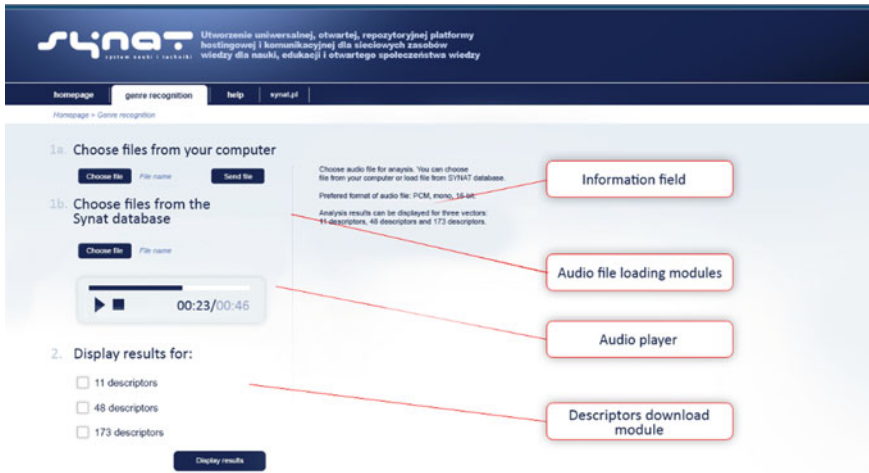 synat
system nauki i techniki
Utworzenie uniwersalnej, otwartej, repozytoryjnej platformy
hostingowej i komunikacyjnej dla sieciowych zasobów
wiedzy dla nauki, edukacji i otwartego społeczeństwa wiedzy
homepage genre recognition help synat.pl
Homepage > Genre recognition
1a. Choose files from your computer
Choose file File name Send file
1b. Choose files from the
Synat database
Choose file File name
00:23/00:46
2. Display results for:
11 descriptors
48 descriptors
173 descriptors
Display results
Choose audio file for anaysis. You can choose
file from your computer or load file from SYNAT database.
Prefered format of audio file: PCM, mono, 16-bit.
Analysis results can be displayed for three vectors:
11 descriptors, 48 descriptors and 173 descriptors.
Information field
Audio file loading modules
Audio player
Descriptors download
module